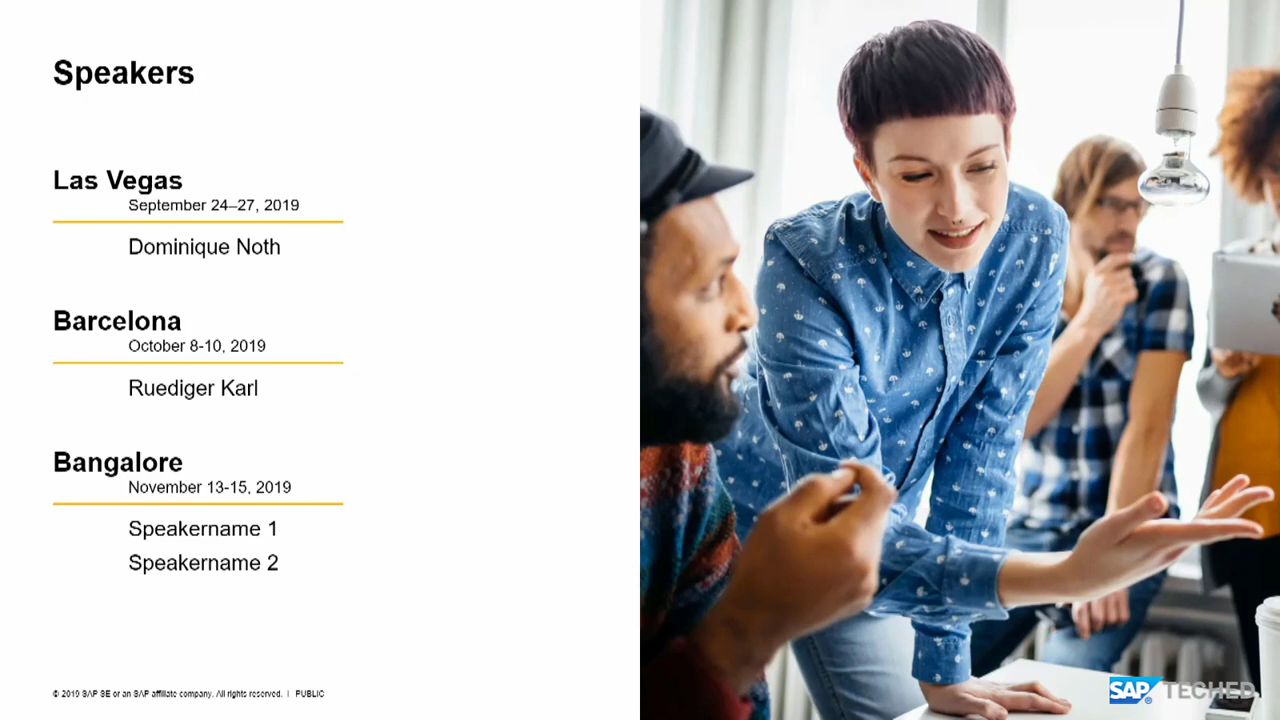 Speakers
Las Vegas
September 24–27, 2019
Dominique Noth
Barcelona
October 8-10, 2019
Ruediger Karl
Bangalore
November 13-15, 2019
Speakername 1
Speakername 2
© 2019 SAP SE or an SAP affiliate company. All rights reserved. | PUBLIC
SAP TECHED